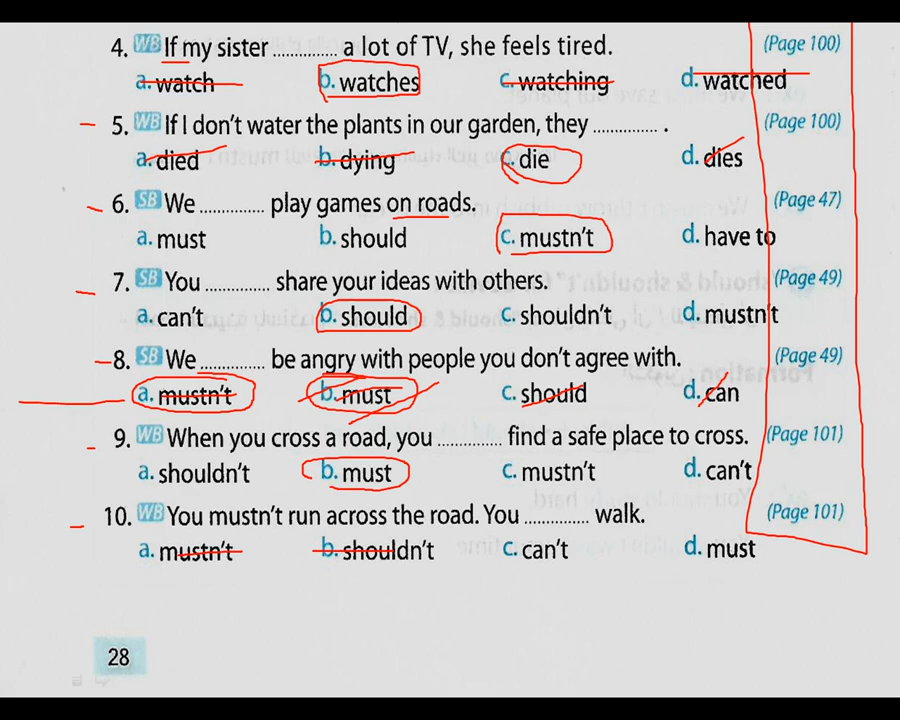 4. WB If my sister .............. a lot of TV, she feels tired. (Page 100)
a. watch b. watches c. watching d. watched
5. WB If I don't water the plants in our garden, they .............. . (Page 100)
a. died b. dying c. die d. dies
6. SB We .............. play games on roads. (Page 47)
a. must b. should c. mustn't d. have to
7. SB You .............. share your ideas with others. (Page 49)
a. can't b. should c. shouldn't d. mustn't
8. SB We .............. be angry with people you don't agree with. (Page 49)
a. mustn't b. must c. should d. can
9. WB When you cross a road, you .............. find a safe place to cross. (Page 101)
a. shouldn't b. must c. mustn't d. can't
10. WB You mustn't run across the road. You .............. walk. (Page 101)
a. mustn't b. shouldn't c. can't d. must
28